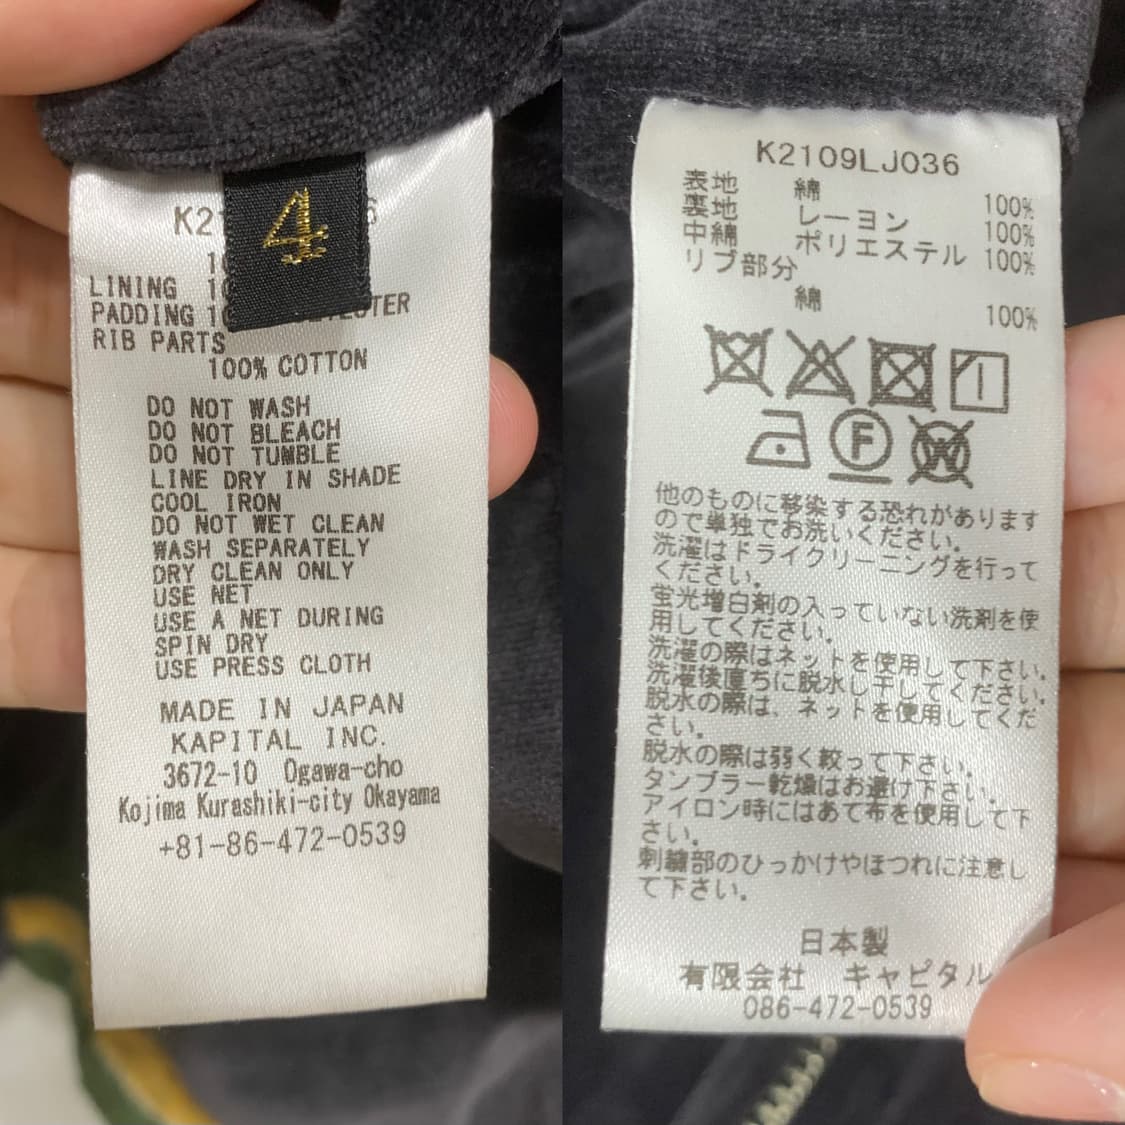 4
LINING
PADDING
RIB PARTS
100% COTTON
DO NOT WASH
DO NOT BLEACH
DO NOT TUMBLE
LINE DRY IN SHADE
COOL IRON
DO NOT WET CLEAN
WASH SEPARATELY
DRY CLEAN ONLY
USE NET
USE A NET DURING
SPIN DRY
USE PRESS CLOTH
MADE IN JAPAN
KAPITAL INC.
3672-10 Ogawa-cho
Kojima Kurashiki-city Okayama
+81-86-472-0539
K2109LJ036
表地 綿 100%
裏地 レーヨン 100%
中綿 ポリエステル 100%
リブ部分
綿 100%
F
W
他のものに移染する恐れがあります
ので単独でお洗いください。
洗濯はドライクリーニングを行って
ください。
蛍光増白剤の入っていない洗剤を使
用してください。
洗濯の際はネットを使用して下さい。
洗濯後直ちに脱水し干してください。
脱水の際は、ネットを使用してくだ
さい。
脱水の際は弱く絞って下さい。
タンブラー乾燥はお避け下さい。
アイロン時にはあて布を使用して下
さい。
刺繍部のひっかけやほつれに注意し
て下さい。
日本製
有限会社 キャピタル
086-472-0539